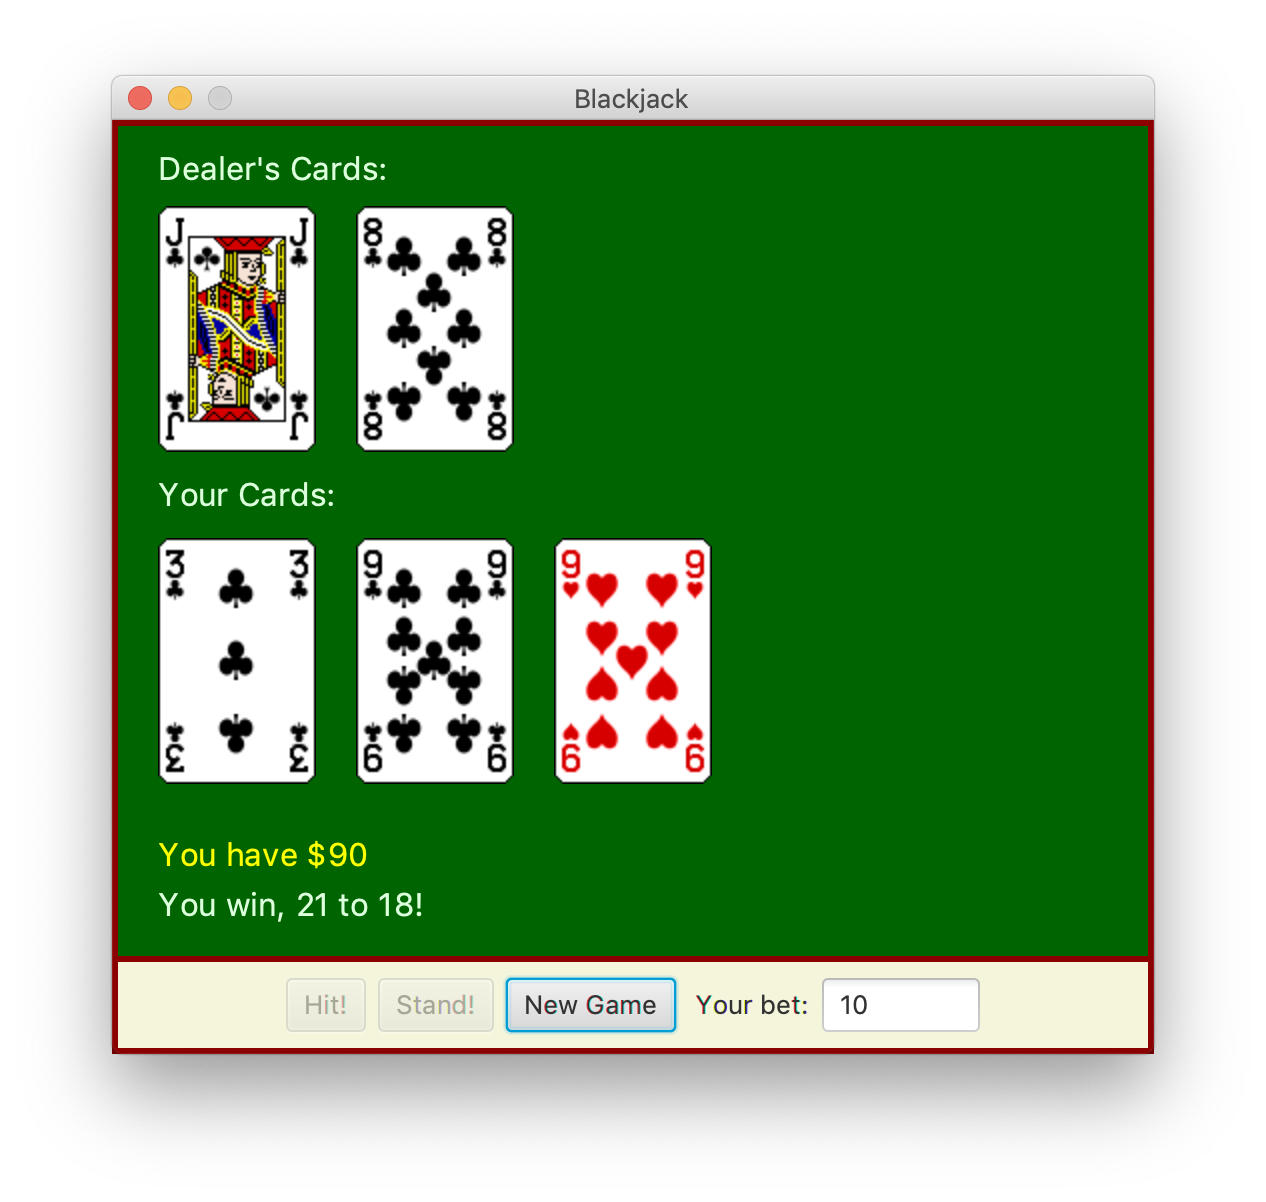 Blackjack
Dealer's Cards:
J J 8 8
J J 8 8
Your Cards:
3 3 9 9 9 9
3 3 9 9 9 9
You have $90
You win, 21 to 18!
Hit! Stand! New Game Your bet: 10